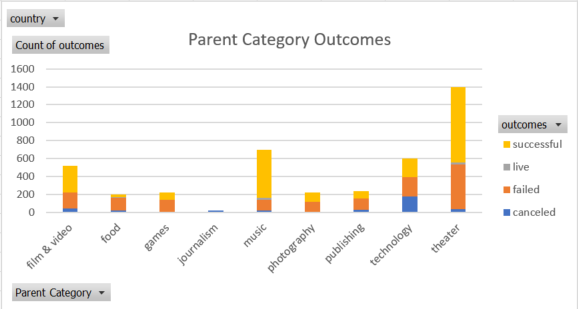 country
Count of outcomes
Parent Category Outcomes
1600
1400
1200
1000
800
600
400
200
0
film & video
food
games
journalism
music
photography
publishing
technology
theater
outcomes
successful
live
failed
canceled
Parent Category